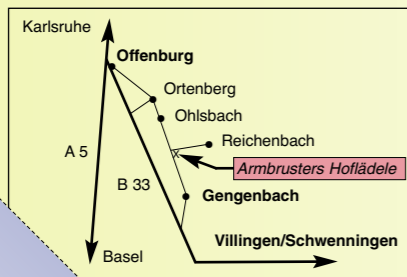 Karlsruhe
Offenburg
Ortenberg
Ohlsbach
Reichenbach
A 5
x
Armbrusters Hoflädele
B 33
Gengenbach
Villingen/Schwenningen
Basel